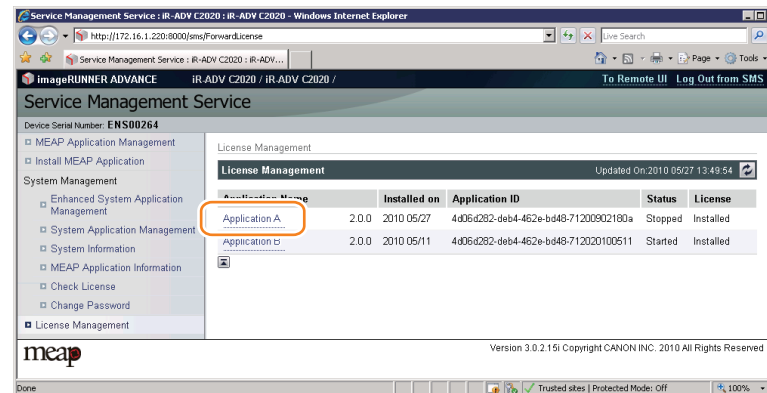 Service Management Service : iR-ADV C2020 : iR-ADV C2020 - Windows Internet Explorer
http://172.16.1.220:8000/sms/ForwardLicense
Live Search
Service Management Service : iR-ADV C2020 : iR-ADV...
Page
Tools
imageRUNNER ADVANCE iR-ADV C2020 / iR-ADV C2020 /
To Remote UI Log Out from SMS
Service Management Service
Device Serial Number: ENS00264
MEAP Application Management
Install MEAP Application
System Management
Enhanced System Application
Management
System Application Management
System Information
MEAP Application Information
Check License
Change Password
License Management
License Management
License Management Updated On:2010 05/27 13:49:54
Application Name Installed on Application ID Status License
Application A 2.0.0 2010 05/27 4d06d282-deb4-462e-bd48-71200902180a Stopped Installed
Application B 2.0.0 2010 05/11 4d06d282-deb4-462e-bd48-712020100511 Started Installed
meap
Version 3.0.2.15i Copyright CANON INC. 2010 All Rights Reserved
Done
Trusted sites | Protected Mode: Off
100%